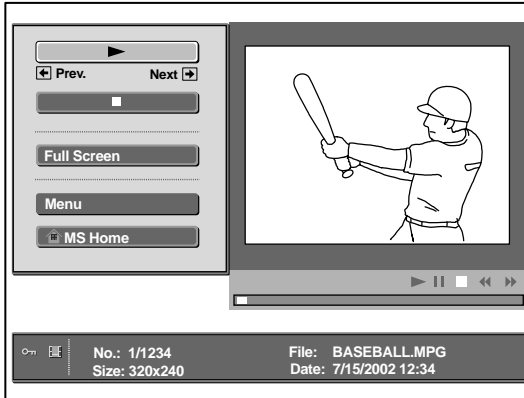 Prev. Next
Full Screen
Menu
MS Home
No.: 1/1234 File: BASEBALL.MPG
Size: 320x240 Date: 7/15/2002 12:34